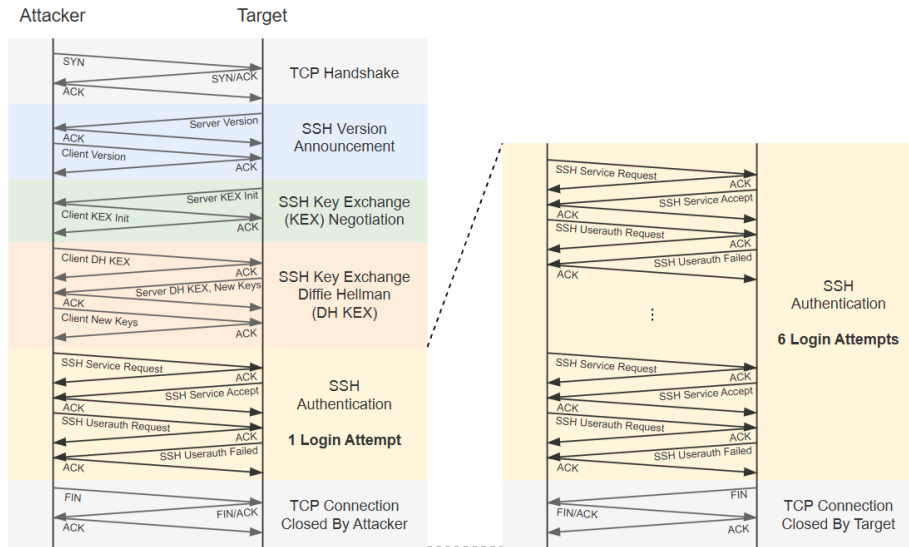 Attacker
Target
SYN
SYN/ACK
ACK
TCP Handshake
Server Version
ACK
Client Version
ACK
SSH Version
Announcement
Server KEX Init
Client KEX Init
ACK
SSH Key Exchange
(KEX) Negotiation
Client DH KEX
ACK
Server DH KEX, New Keys
ACK
Client New Keys
ACK
SSH Key Exchange
Diffie Hellman
(DH KEX)
SSH Service Request
ACK
SSH Service Accept
ACK
SSH Userauth Request
ACK
SSH Userauth Failed
ACK
SSH
Authentication
1 Login Attempt
FIN
FIN/ACK
ACK
TCP Connection
Closed By Attacker
SSH Service Request
ACK
SSH Service Accept
ACK
SSH Userauth Request
ACK
SSH Userauth Failed
ACK
⋮
SSH Service Request
ACK
SSH Service Accept
ACK
SSH Userauth Request
ACK
SSH Userauth Failed
ACK
SSH
Authentication
6 Login Attempts
FIN
FIN/ACK
ACK
TCP Connection
Closed By Target